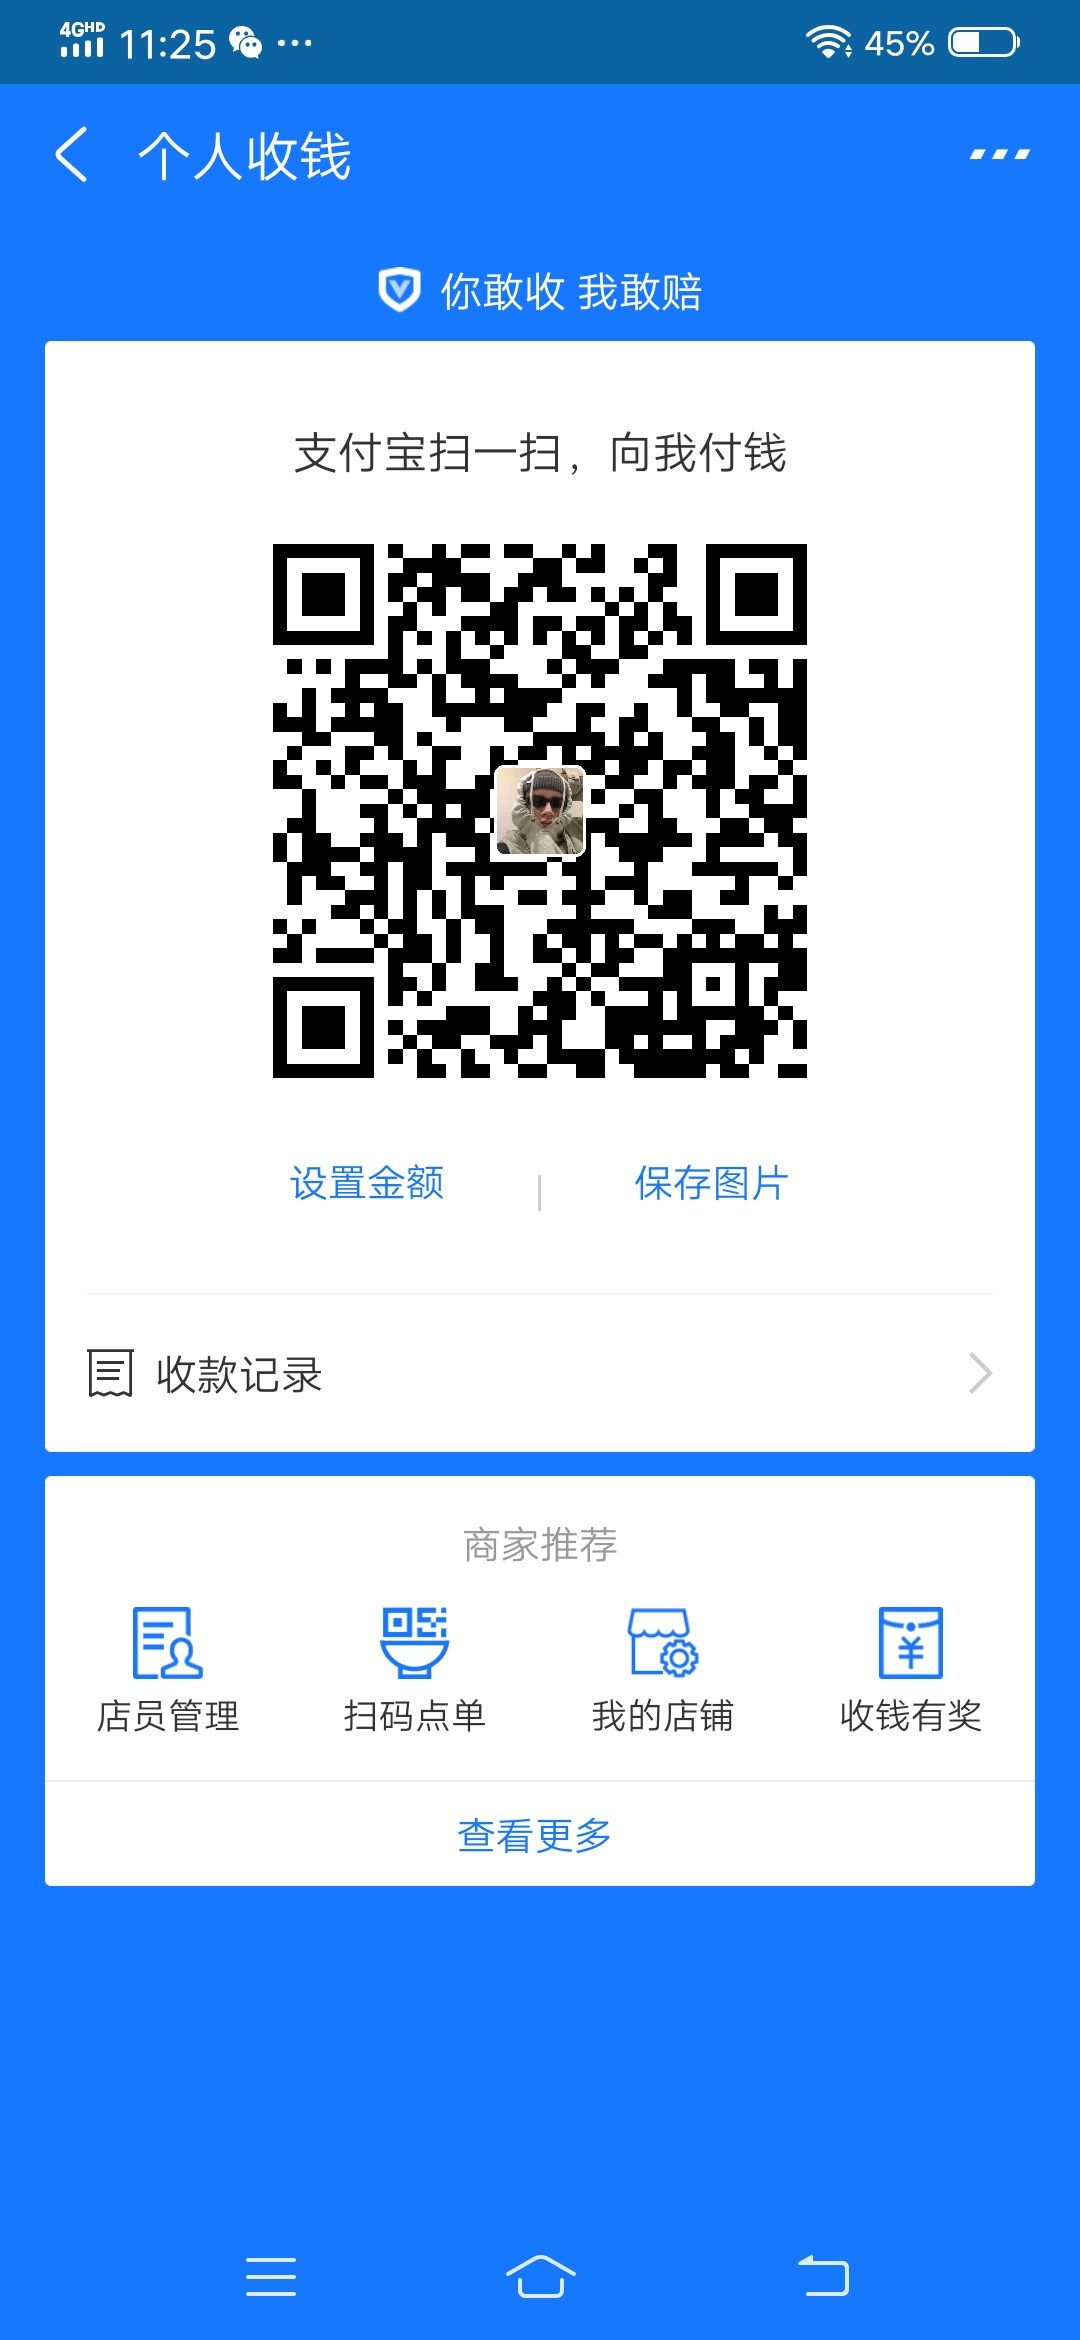 4GHD 11:25 ... 45%
个人收钱
你敢收 我敢赔
支付宝扫一扫，向我付钱
设置金额 | 保存图片
收款记录
商家推荐
店员管理 扫码点单 我的店铺 收钱有奖
查看更多